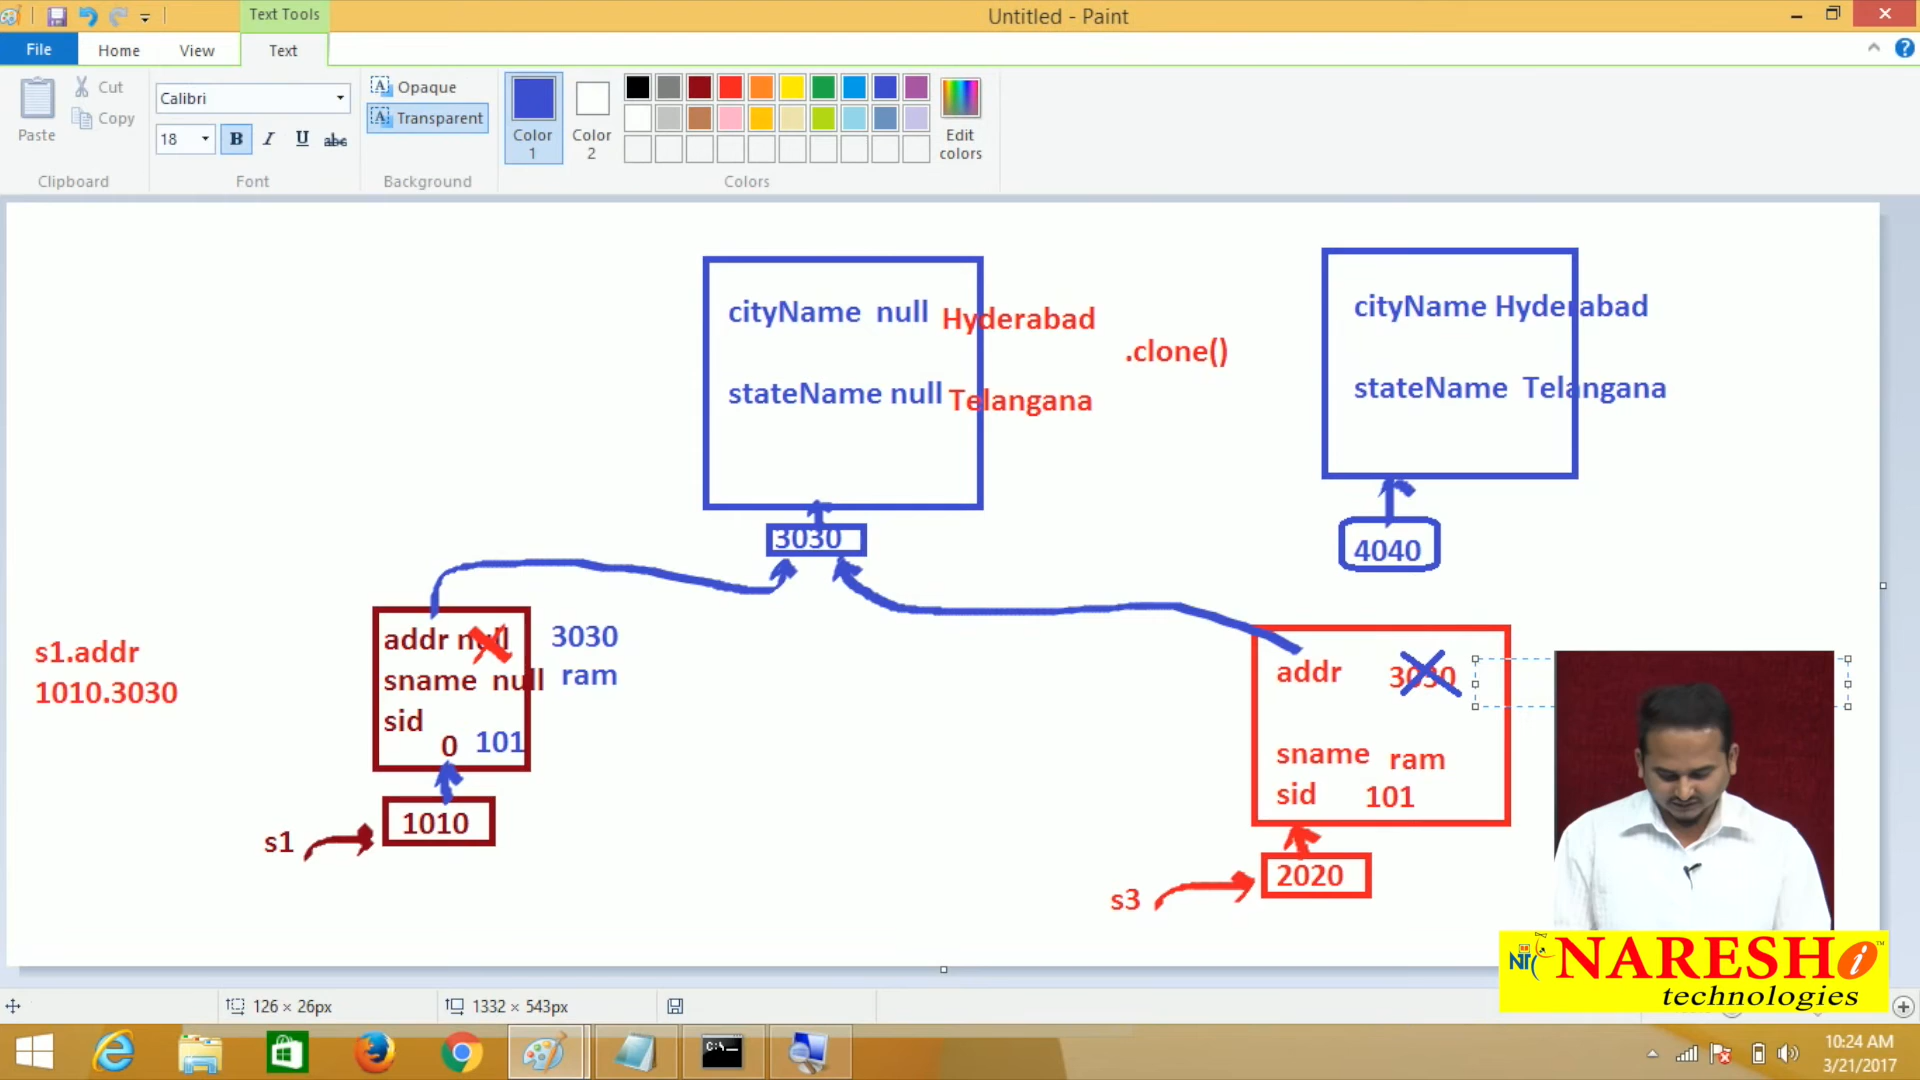 Text Tools
Untitled - Paint
File
Home
View
Text
Paste
Cut
Copy
Calibri
18
B
I
U
abc
Opaque
Transparent
Color
1
Color
2
Edit
colors
Clipboard
Font
Background
Colors
cityName null Hyderabad
stateName null Telangana
.clone()
cityName Hyderabad
stateName Telangana
3030
4040
s1.addr
1010.3030
addr null 3030
sname null ram
sid
0 101
1010
s1
addr 3030
sname ram
sid 101
2020
s3
NARESH i
TM
technologies
126 × 26px
1332 × 543px
C:\_
10:24 AM
3/21/2017